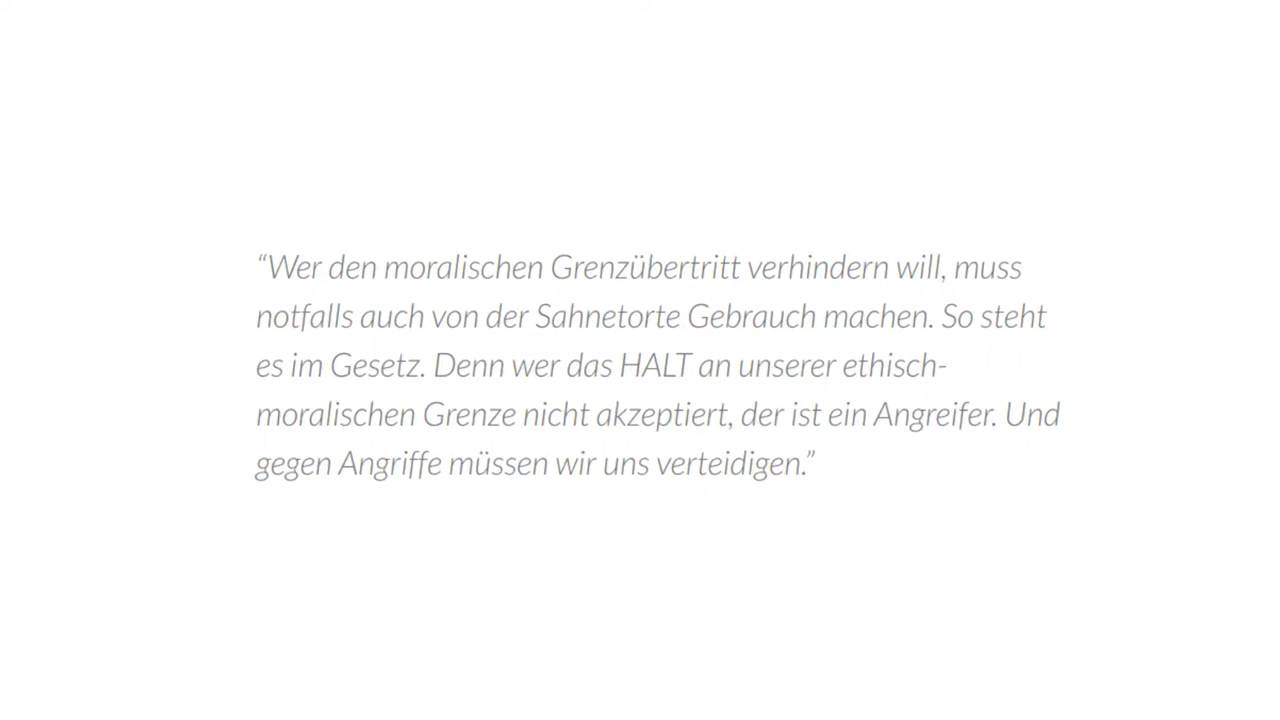 “Wer den moralischen Grenzübertritt verhindern will, muss
notfalls auch von der Sahnetorte Gebrauch machen. So steht
es im Gesetz. Denn wer das HALT an unserer ethisch-
moralischen Grenze nicht akzeptiert, der ist ein Angreifer. Und
gegen Angriffe müssen wir uns verteidigen.”